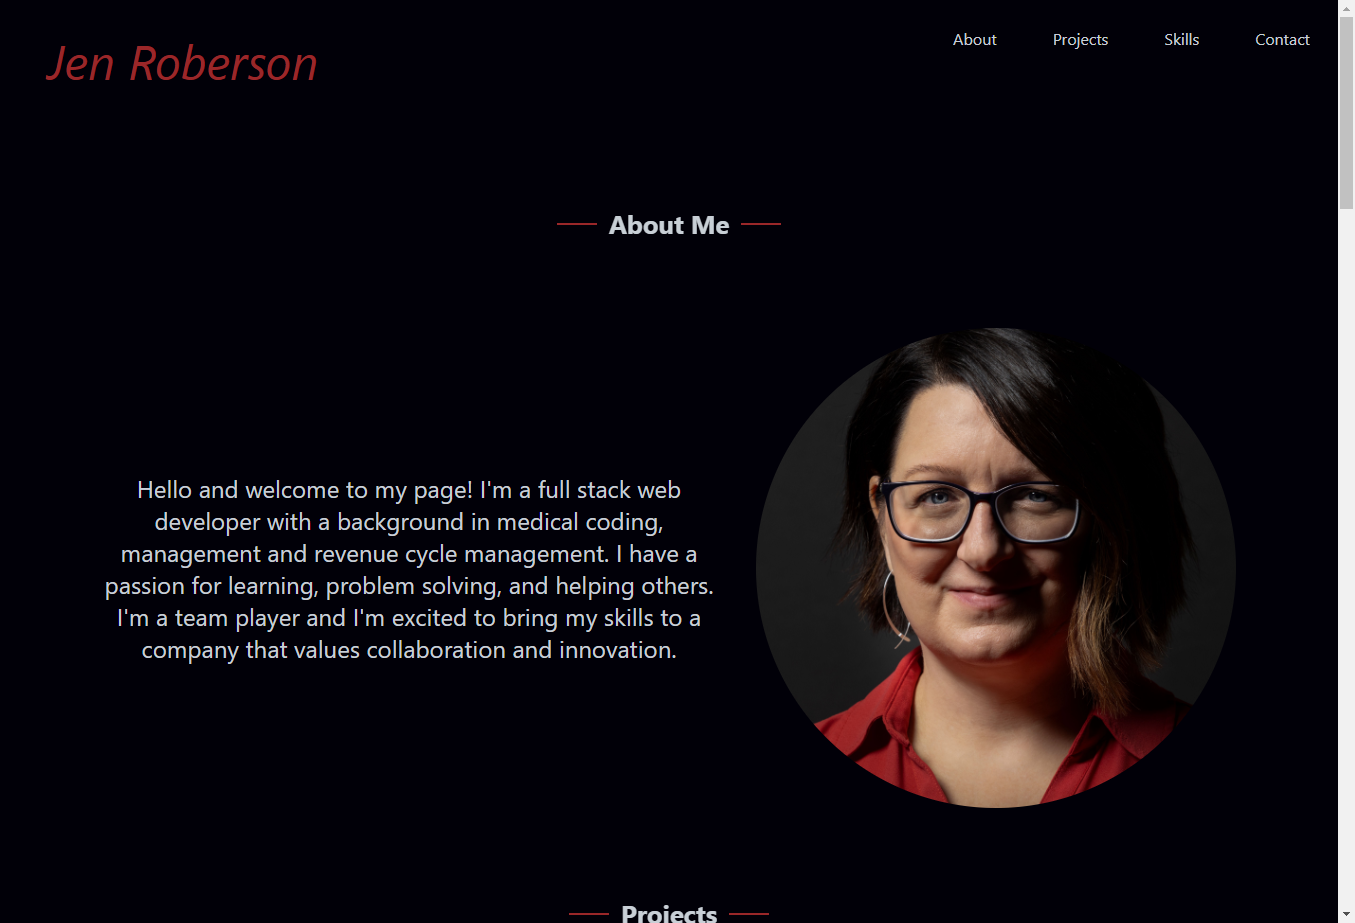 Jen Roberson
About Projects Skills Contact
About Me
Hello and welcome to my page! I'm a full stack web
developer with a background in medical coding,
management and revenue cycle management. I have a
passion for learning, problem solving, and helping others.
I'm a team player and I'm excited to bring my skills to a
company that values collaboration and innovation.
Projects